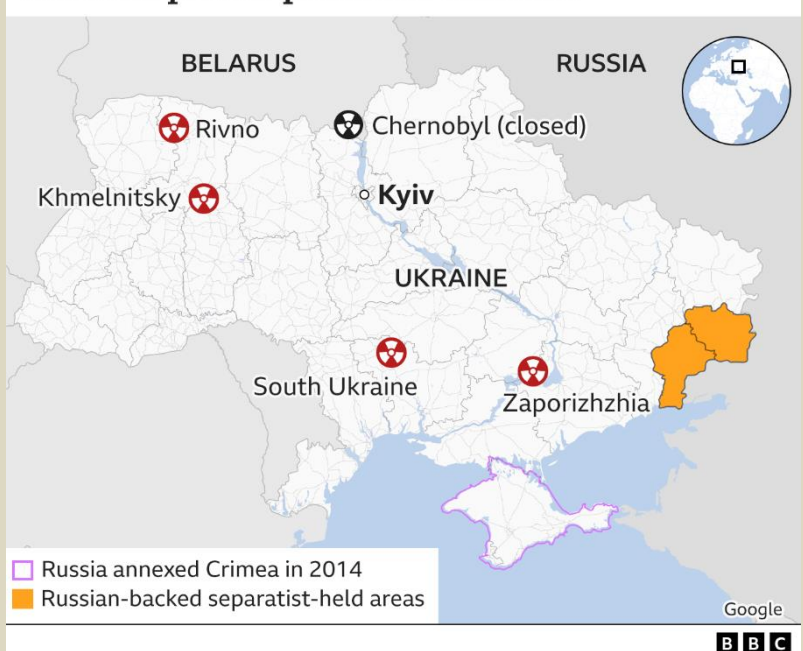 BELARUS
RUSSIA
Rivno
Chernobyl (closed)
Khmelnitsky
Kyiv
UKRAINE
South Ukraine
Zaporizhzhia
Russia annexed Crimea in 2014
Russian-backed separatist-held areas
Google
BBC